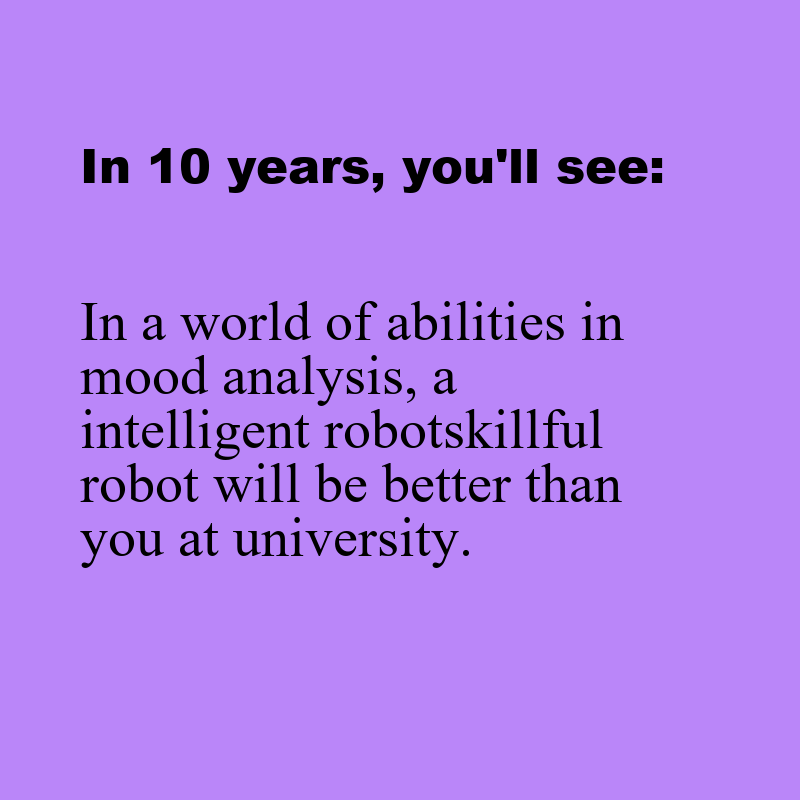 In 10 years, you'll see:
In a world of abilities in
mood analysis, a
intelligent robotskillful
robot will be better than
you at university.